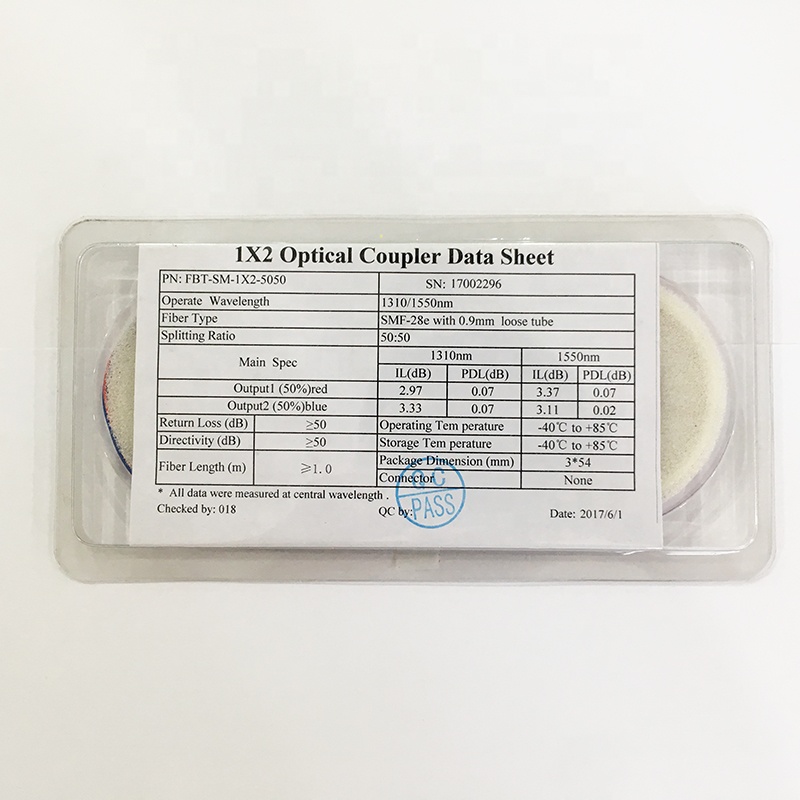 1X2 Optical Coupler Data Sheet
PN: FBT-SM-1X2-5050 SN: 17002296
Operate Wavelength 1310/1550nm
Fiber Type SMF-28e with 0.9mm loose tube
Splitting Ratio 50:50
Main Spec 1310nm 1550nm
IL(dB) PDL(dB) IL(dB) PDL(dB)
Output1 (50%)red 2.97 0.07 3.37 0.07
Output2 (50%)blue 3.33 0.07 3.11 0.02
Return Loss (dB) ≥50 Operating Tem perature -40℃ to +85℃
Directivity (dB) ≥50 Storage Tem perature -40℃ to +85℃
Fiber Length (m) ≥1.0 Package Dimension (mm) 3*54
Connector None
* All data were measured at central wavelength .
Checked by: 018 QC by: Date: 2017/6/1
QC
PASS